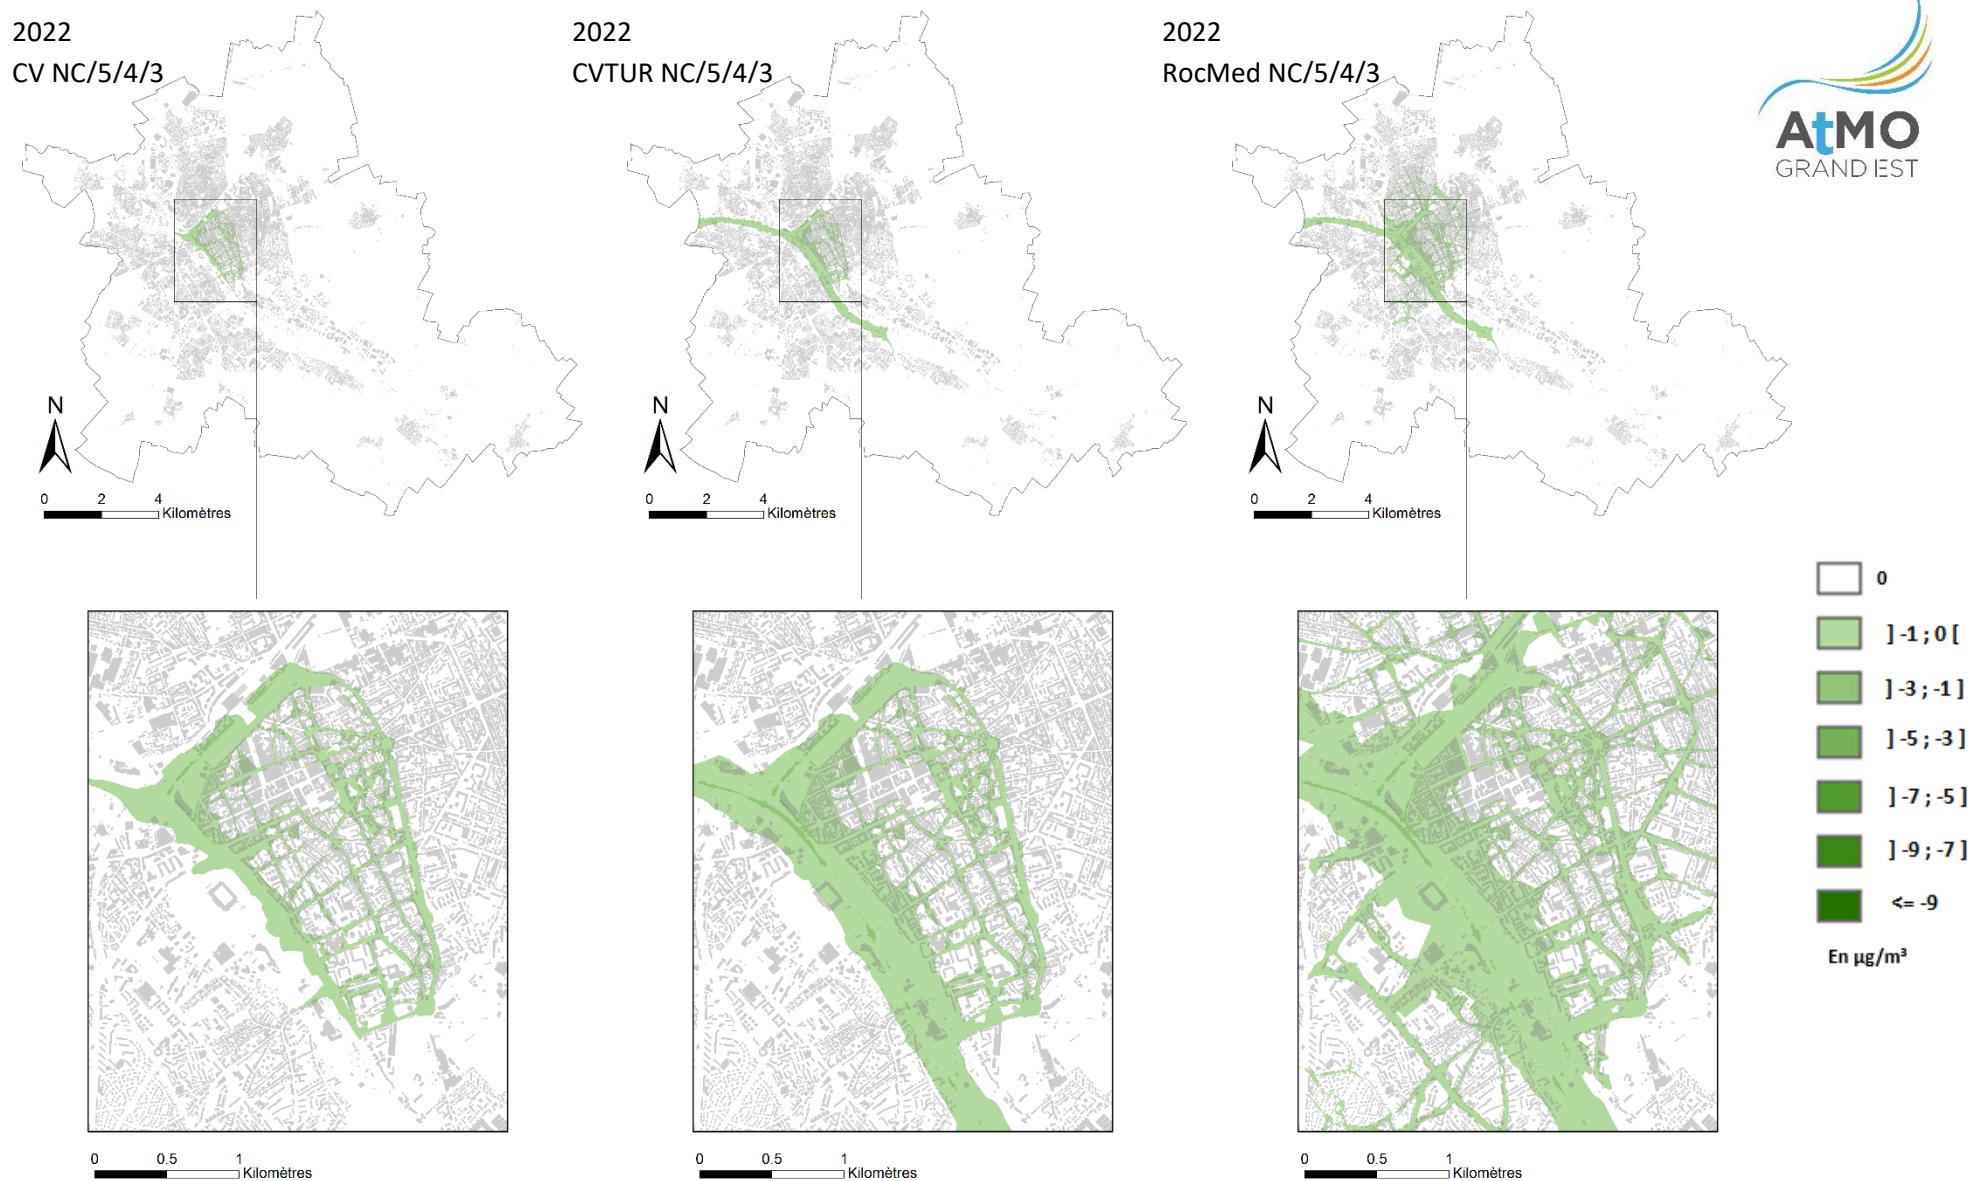 2022
CV NC/5/4/3
2022
CVTUR NC/5/4/3
2022
RocMed NC/5/4/3
AtMO
GRAND EST
N
0 2 4
Kilomètres
N
0 2 4
Kilomètres
N
0 2 4
Kilomètres
0
] -1 ; 0 [
] -3 ; -1 ]
] -5 ; -3 ]
] -7 ; -5 ]
] -9 ; -7 ]
<= -9
En µg/m³
0 0.5 1
Kilomètres
0 0.5 1
Kilomètres
0 0.5 1
Kilomètres